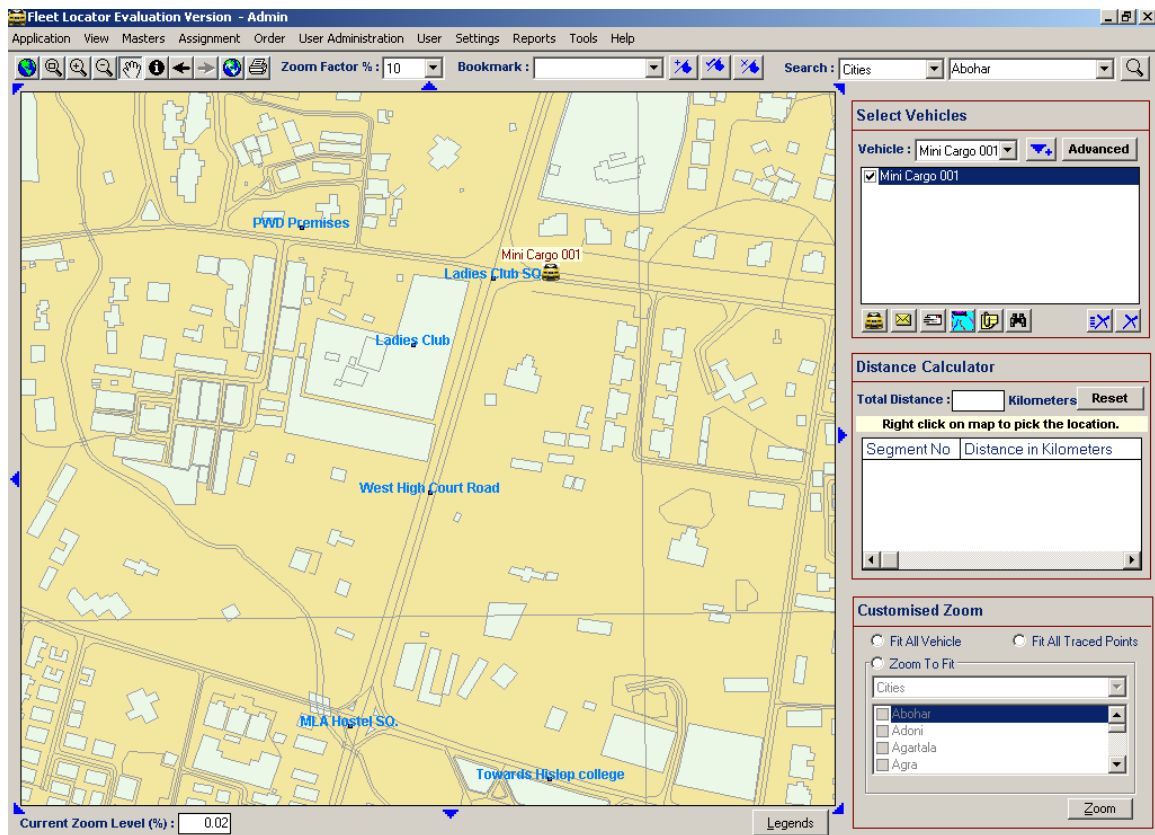 Fleet Locator Evaluation Version - Admin
Application View Masters Assignment Order User Administration User Settings Reports Tools Help
Zoom Factor % : 10 Bookmark : Search : Cities Abohar
Select Vehicles
Vehicle : Mini Cargo 001 Advanced
Mini Cargo 001
PWD Premises
Mini Cargo 001
Ladies Club SQ.
Ladies Club
West High Court Road
MLA Hostel SQ.
Towards Hislop college
Distance Calculator
Total Distance : Kilometers Reset
Right click on map to pick the location.
Segment No Distance in Kilometers
Customised Zoom
Fit All Vehicle Fit All Traced Points
Zoom To Fit
Cities
Abohar
Adoni
Agartala
Agra
Zoom
Current Zoom Level (%) : 0.02 Legends